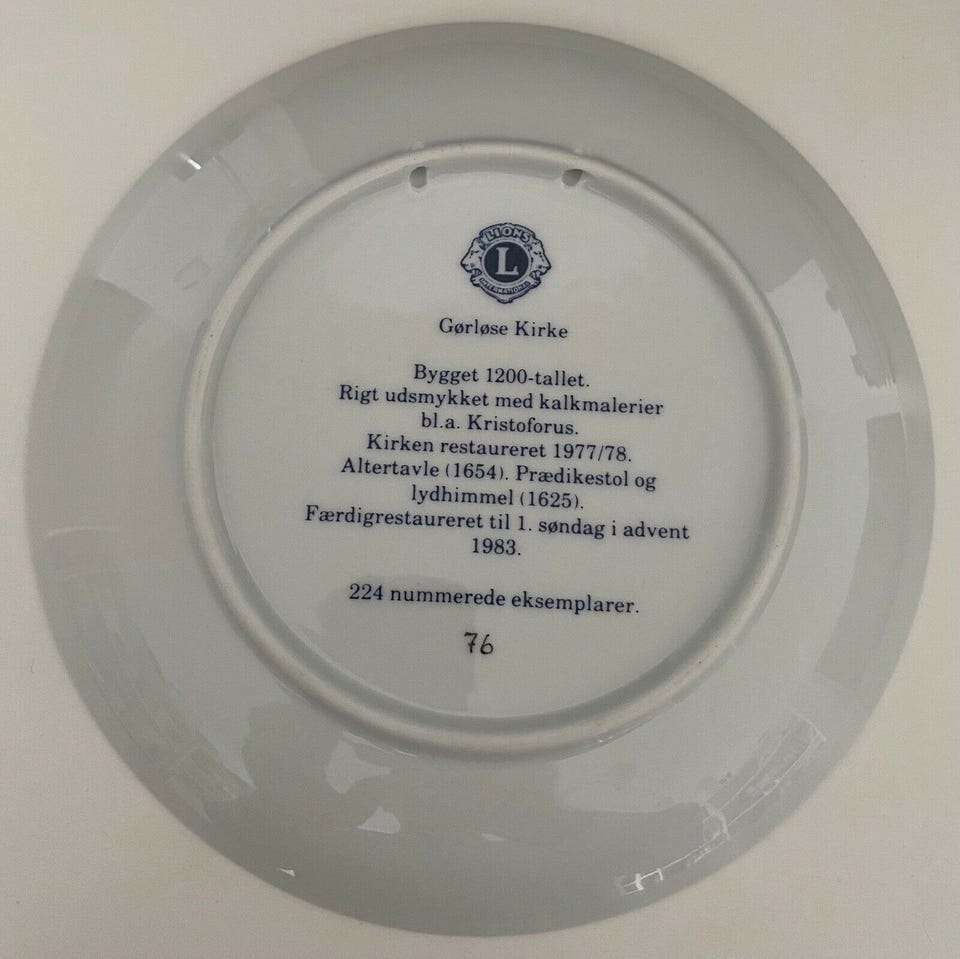 LIONS
L
INTERNATIONAL
Gørløse Kirke
Bygget 1200-tallet.
Rigt udsmykket med kalkmalerier
bl.a. Kristoforus.
Kirken restaureret 1977/78.
Altertavle (1654). Prædikestol og
lydhimmel (1625).
Færdigrestaureret til 1. søndag i advent
1983.
224 nummerede eksemplarer.
76